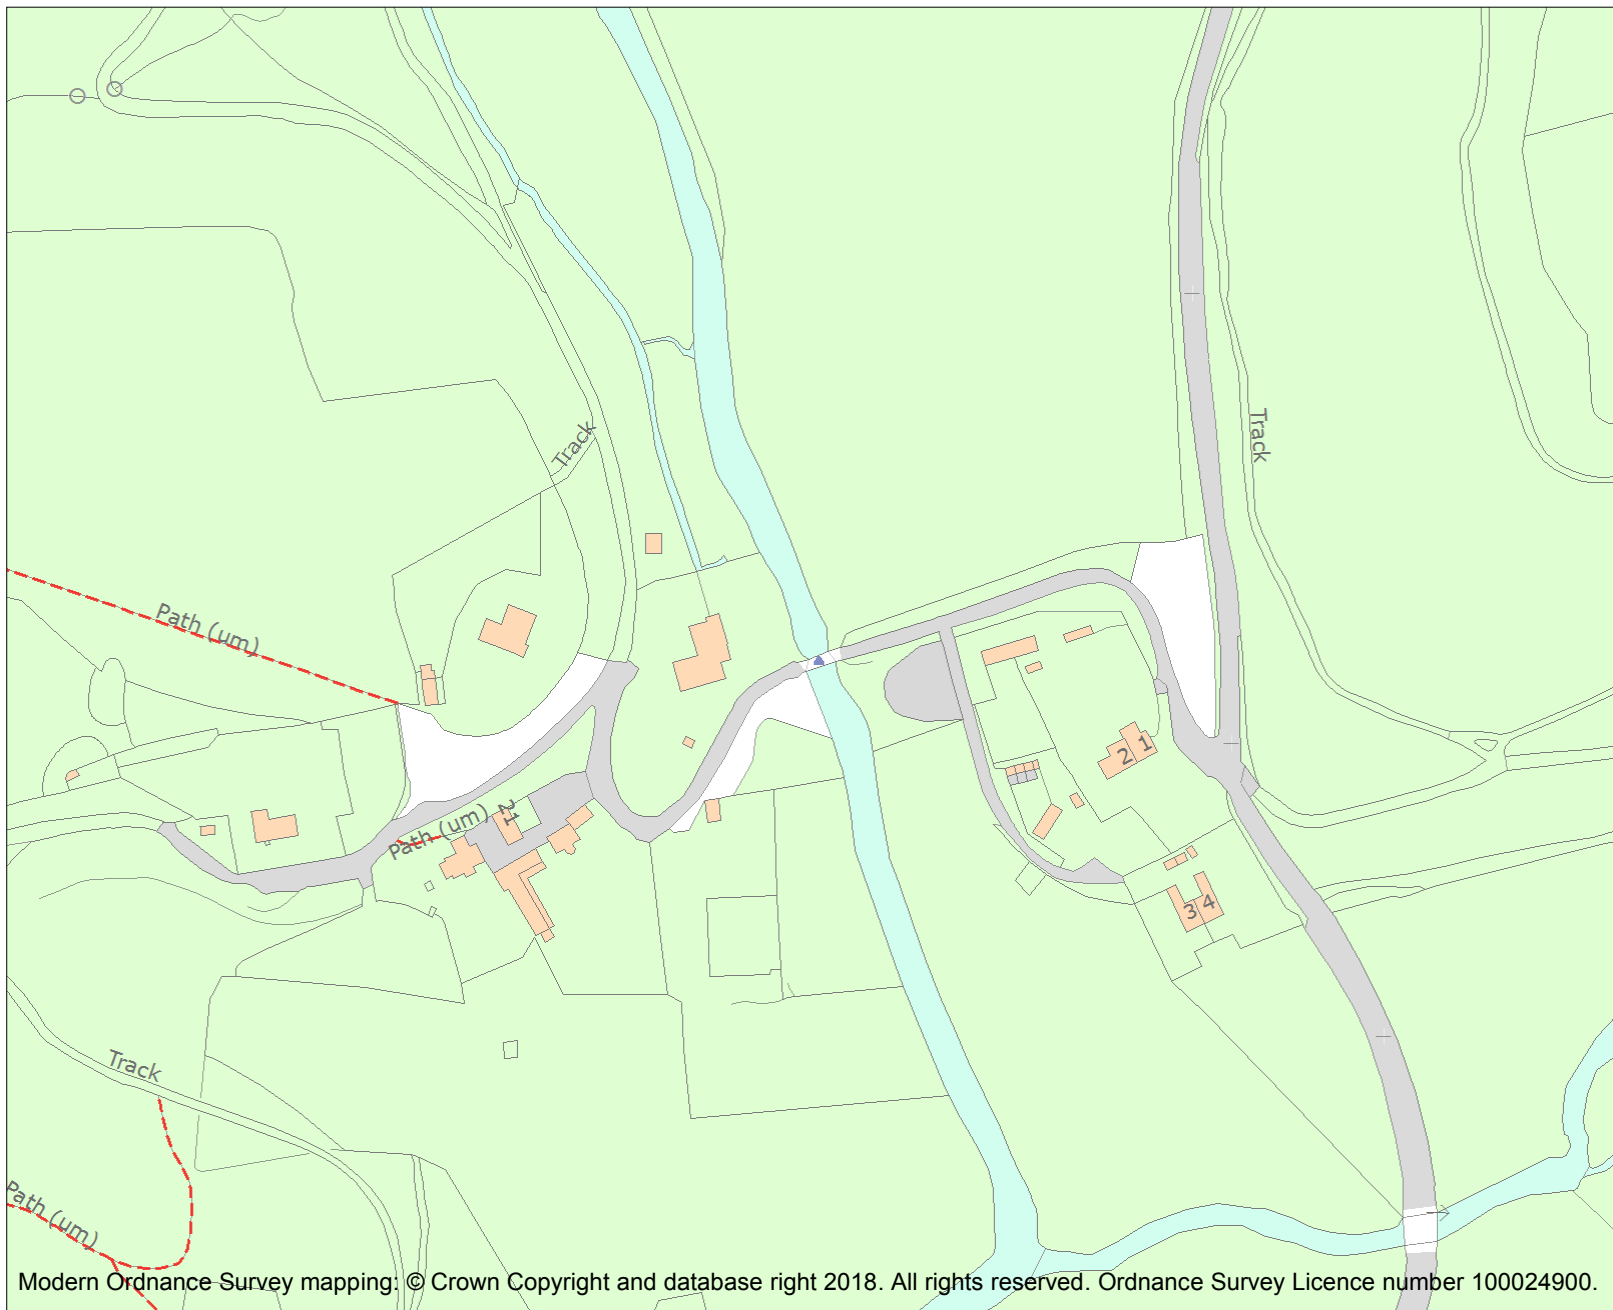 Track
Track
Path (um)
2
1
21
Path (um)
3
4
Track
Path (um)
Modern Ordnance Survey mapping: © Crown Copyright and database right 2018. All rights reserved. Ordnance Survey Licence number 100024900.